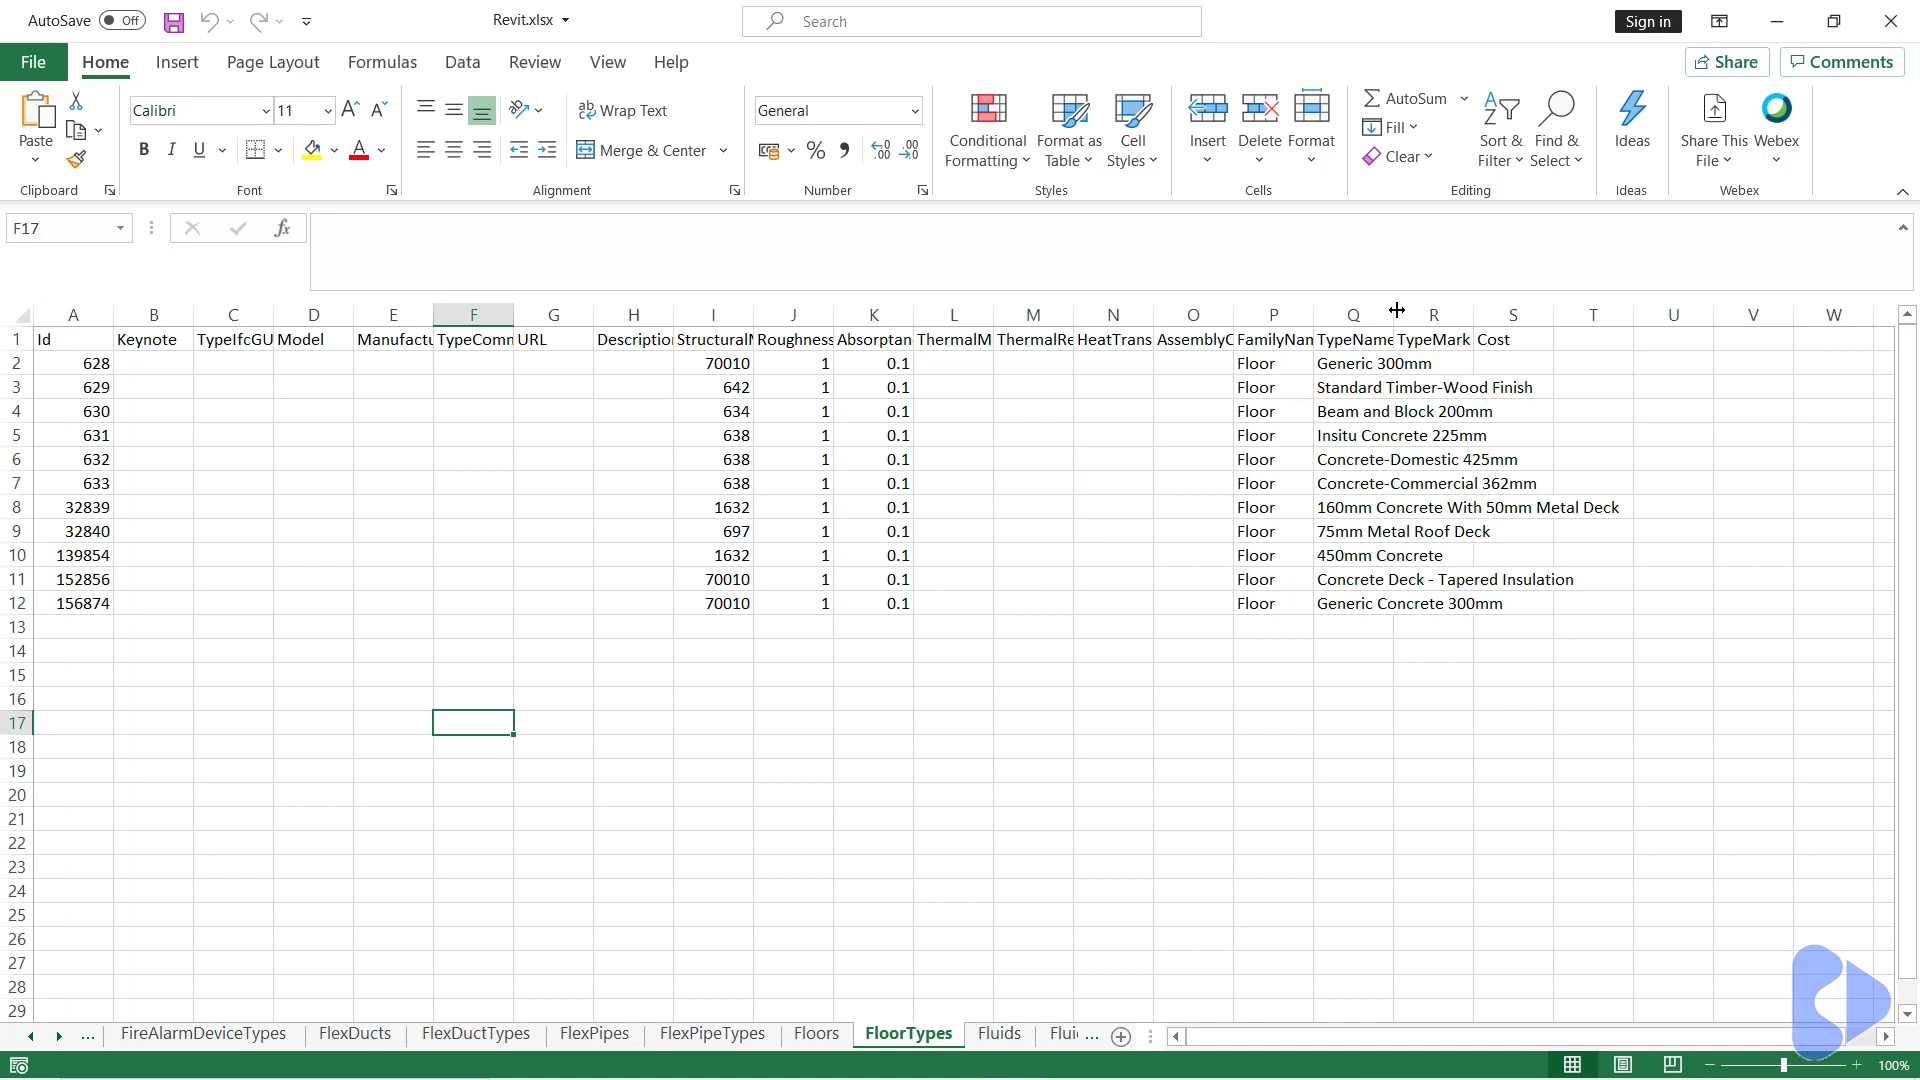 AutoSave Off Revit.xlsx Search Sign in
File Home Insert Page Layout Formulas Data Review View Help Share Comments
Calibri 11 Wrap Text General AutoSum
Paste Conditional Format as Cell Insert Delete Format Fill Sort & Find & Ideas Share This Webex
B I U Merge & Center % Formatting Table Styles Clear Filter Select File
Clipboard Font Alignment Number Styles Cells Editing Ideas Webex
F17 fx
A B C D E F G H I J K L M N O P Q R S T U V W
1 Id Keynote TypeIfcGU Model Manufactu TypeComm URL Description StructuralM Roughness Absorptan ThermalM ThermalRe HeatTrans AssemblyC FamilyNan TypeName TypeMark Cost
2 628 70010 1 0.1 Floor Generic 300mm
3 629 642 1 0.1 Floor Standard Timber-Wood Finish
4 630 634 1 0.1 Floor Beam and Block 200mm
5 631 638 1 0.1 Floor Insitu Concrete 225mm
6 632 638 1 0.1 Floor Concrete-Domestic 425mm
7 633 638 1 0.1 Floor Concrete-Commercial 362mm
8 32839 1632 1 0.1 Floor 160mm Concrete With 50mm Metal Deck
9 32840 697 1 0.1 Floor 75mm Metal Roof Deck
10 139854 1632 1 0.1 Floor 450mm Concrete
11 152856 70010 1 0.1 Floor Concrete Deck - Tapered Insulation
12 156874 70010 1 0.1 Floor Generic Concrete 300mm
13
14
15
16
17
18
19
20
21
22
23
24
25
26
27
28
29
... FireAlarmDeviceTypes FlexDucts FlexDuctTypes FlexPipes FlexPipeTypes Floors FloorTypes Fluids Flui ...
100%